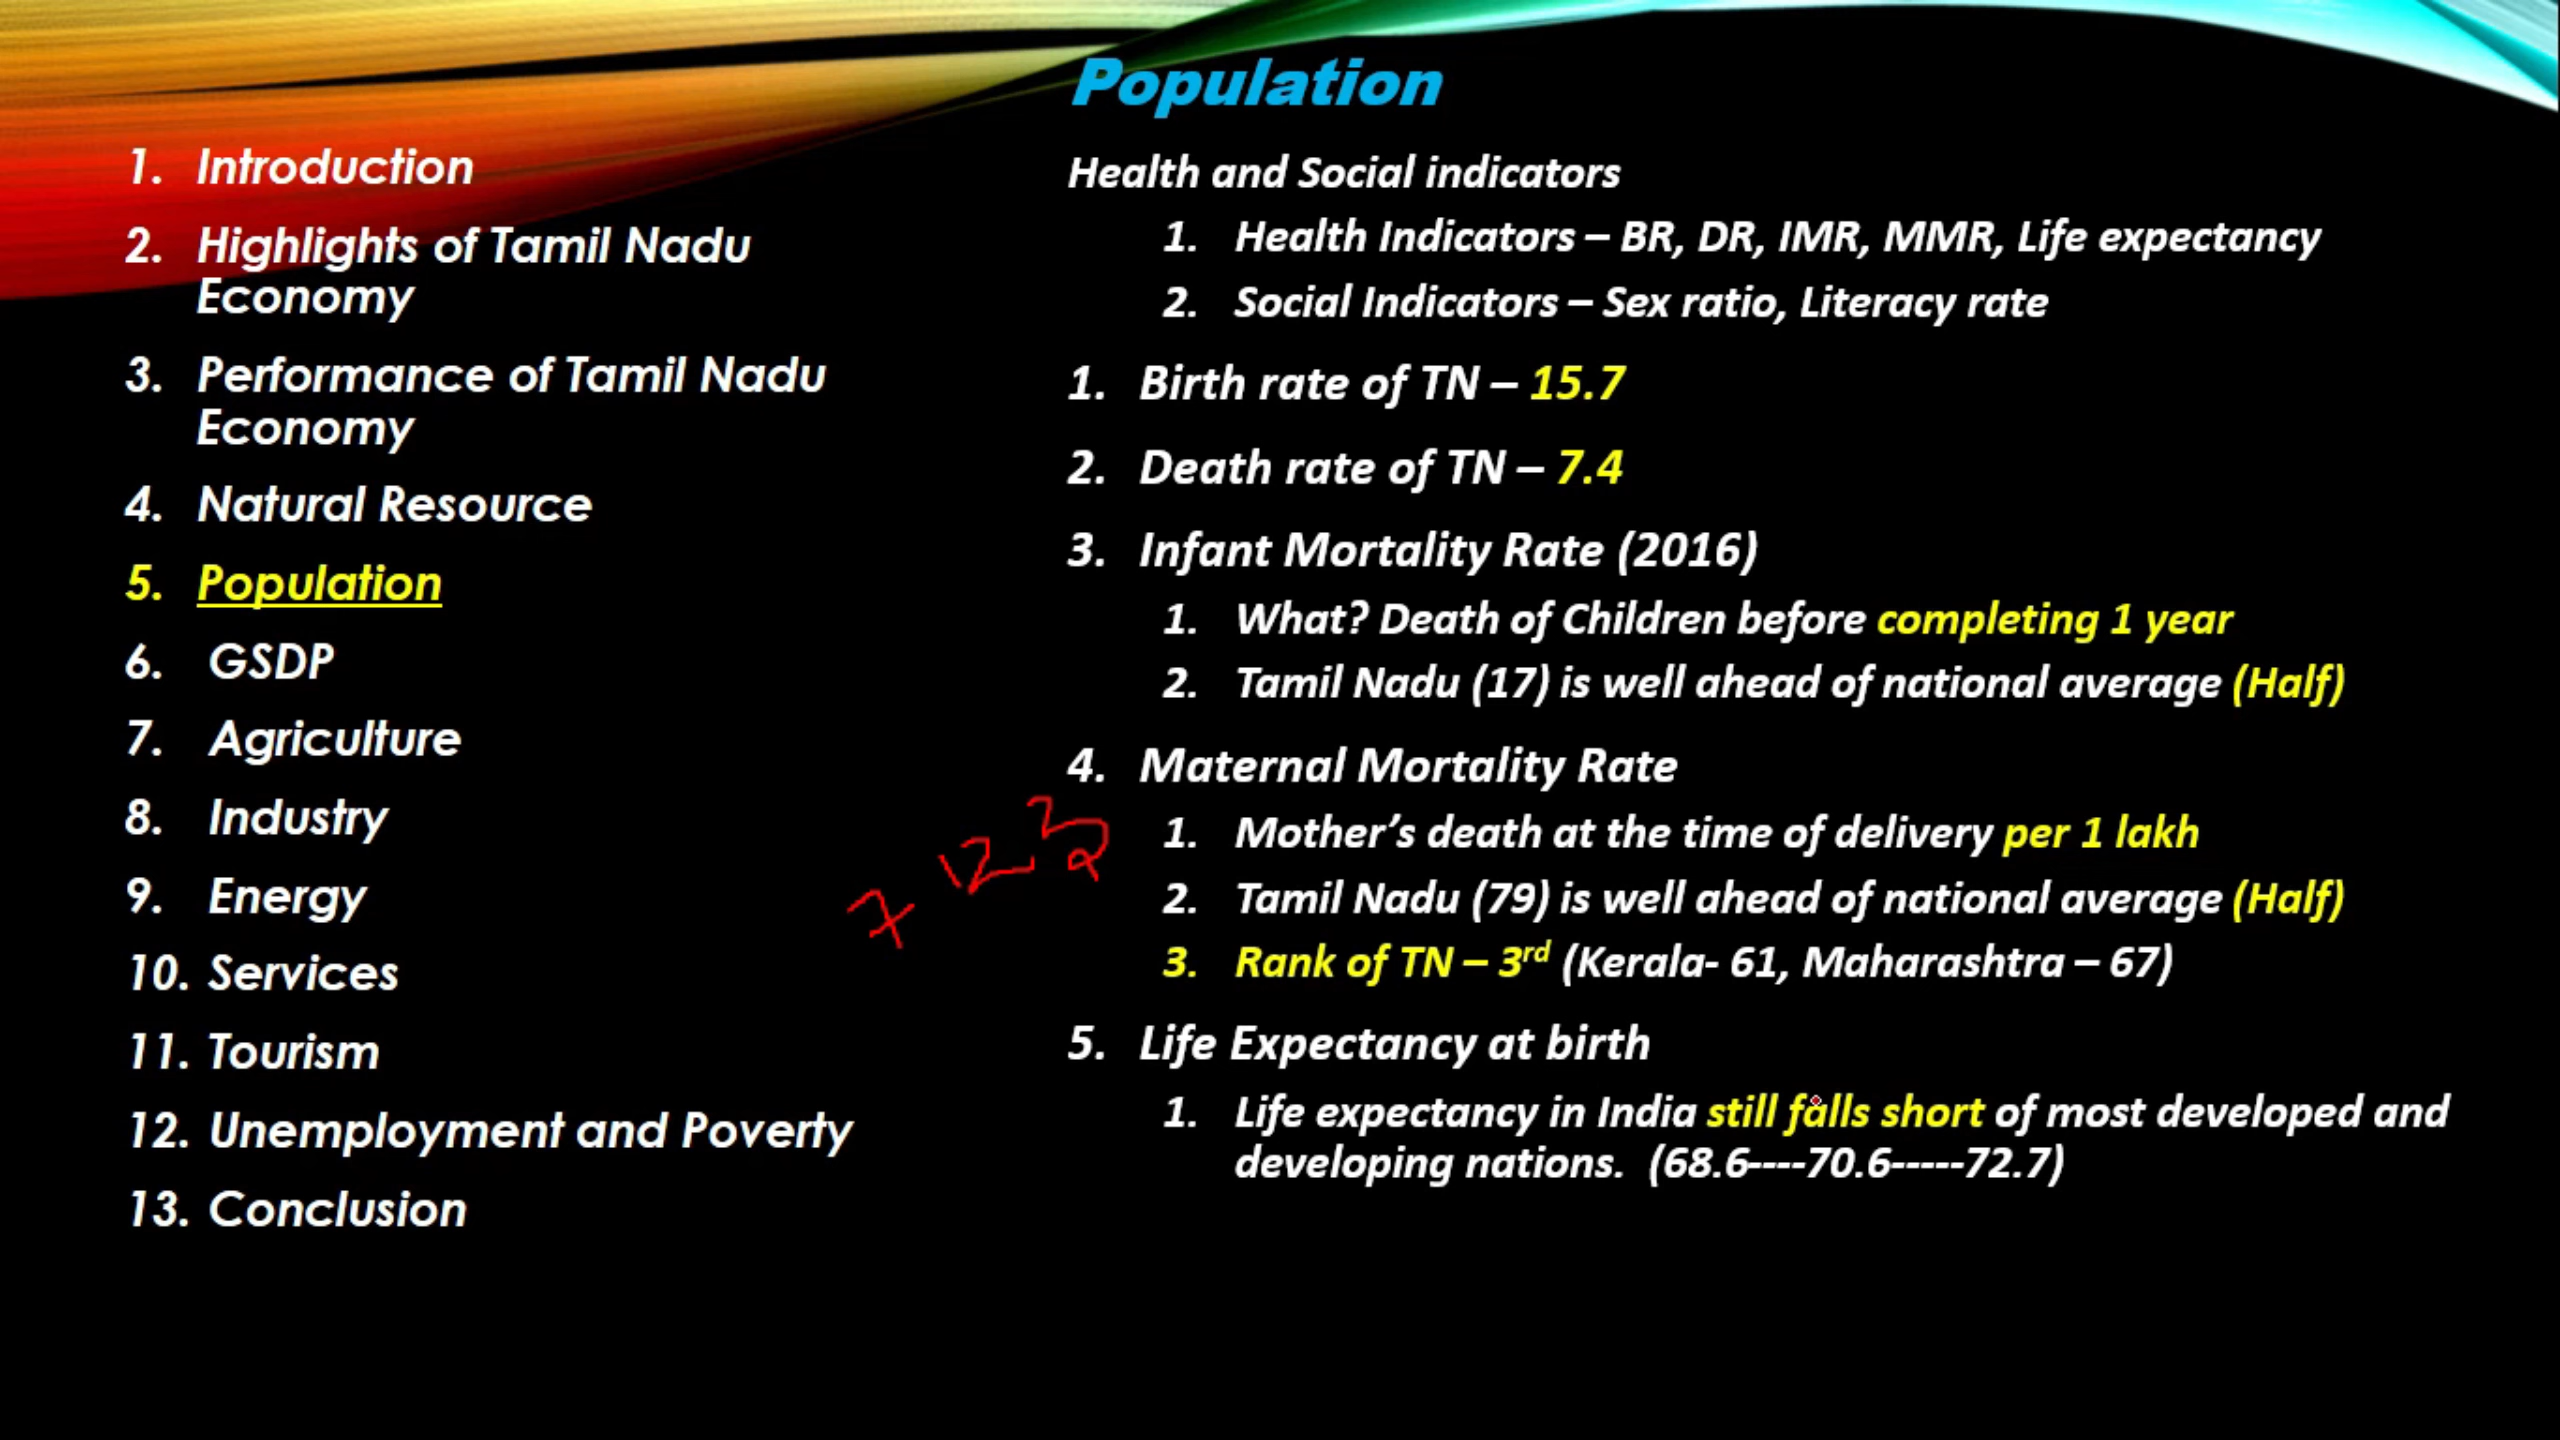 Population
1. Introduction
2. Highlights of Tamil Nadu
Economy
3. Performance of Tamil Nadu
Economy
4. Natural Resource
5. Population
6. GSDP
7. Agriculture
8. Industry
9. Energy
10. Services
11. Tourism
12. Unemployment and Poverty
13. Conclusion
Health and Social indicators
1. Health Indicators – BR, DR, IMR, MMR, Life expectancy
2. Social Indicators – Sex ratio, Literacy rate
1. Birth rate of TN – 15.7
2. Death rate of TN – 7.4
3. Infant Mortality Rate (2016)
1. What? Death of Children before completing 1 year
2. Tamil Nadu (17) is well ahead of national average (Half)
4. Maternal Mortality Rate
1. Mother’s death at the time of delivery per 1 lakh
2. Tamil Nadu (79) is well ahead of national average (Half)
3. Rank of TN – 3rd (Kerala- 61, Maharashtra – 67)
5. Life Expectancy at birth
1. Life expectancy in India still falls short of most developed and
developing nations. (68.6----70.6-----72.7)